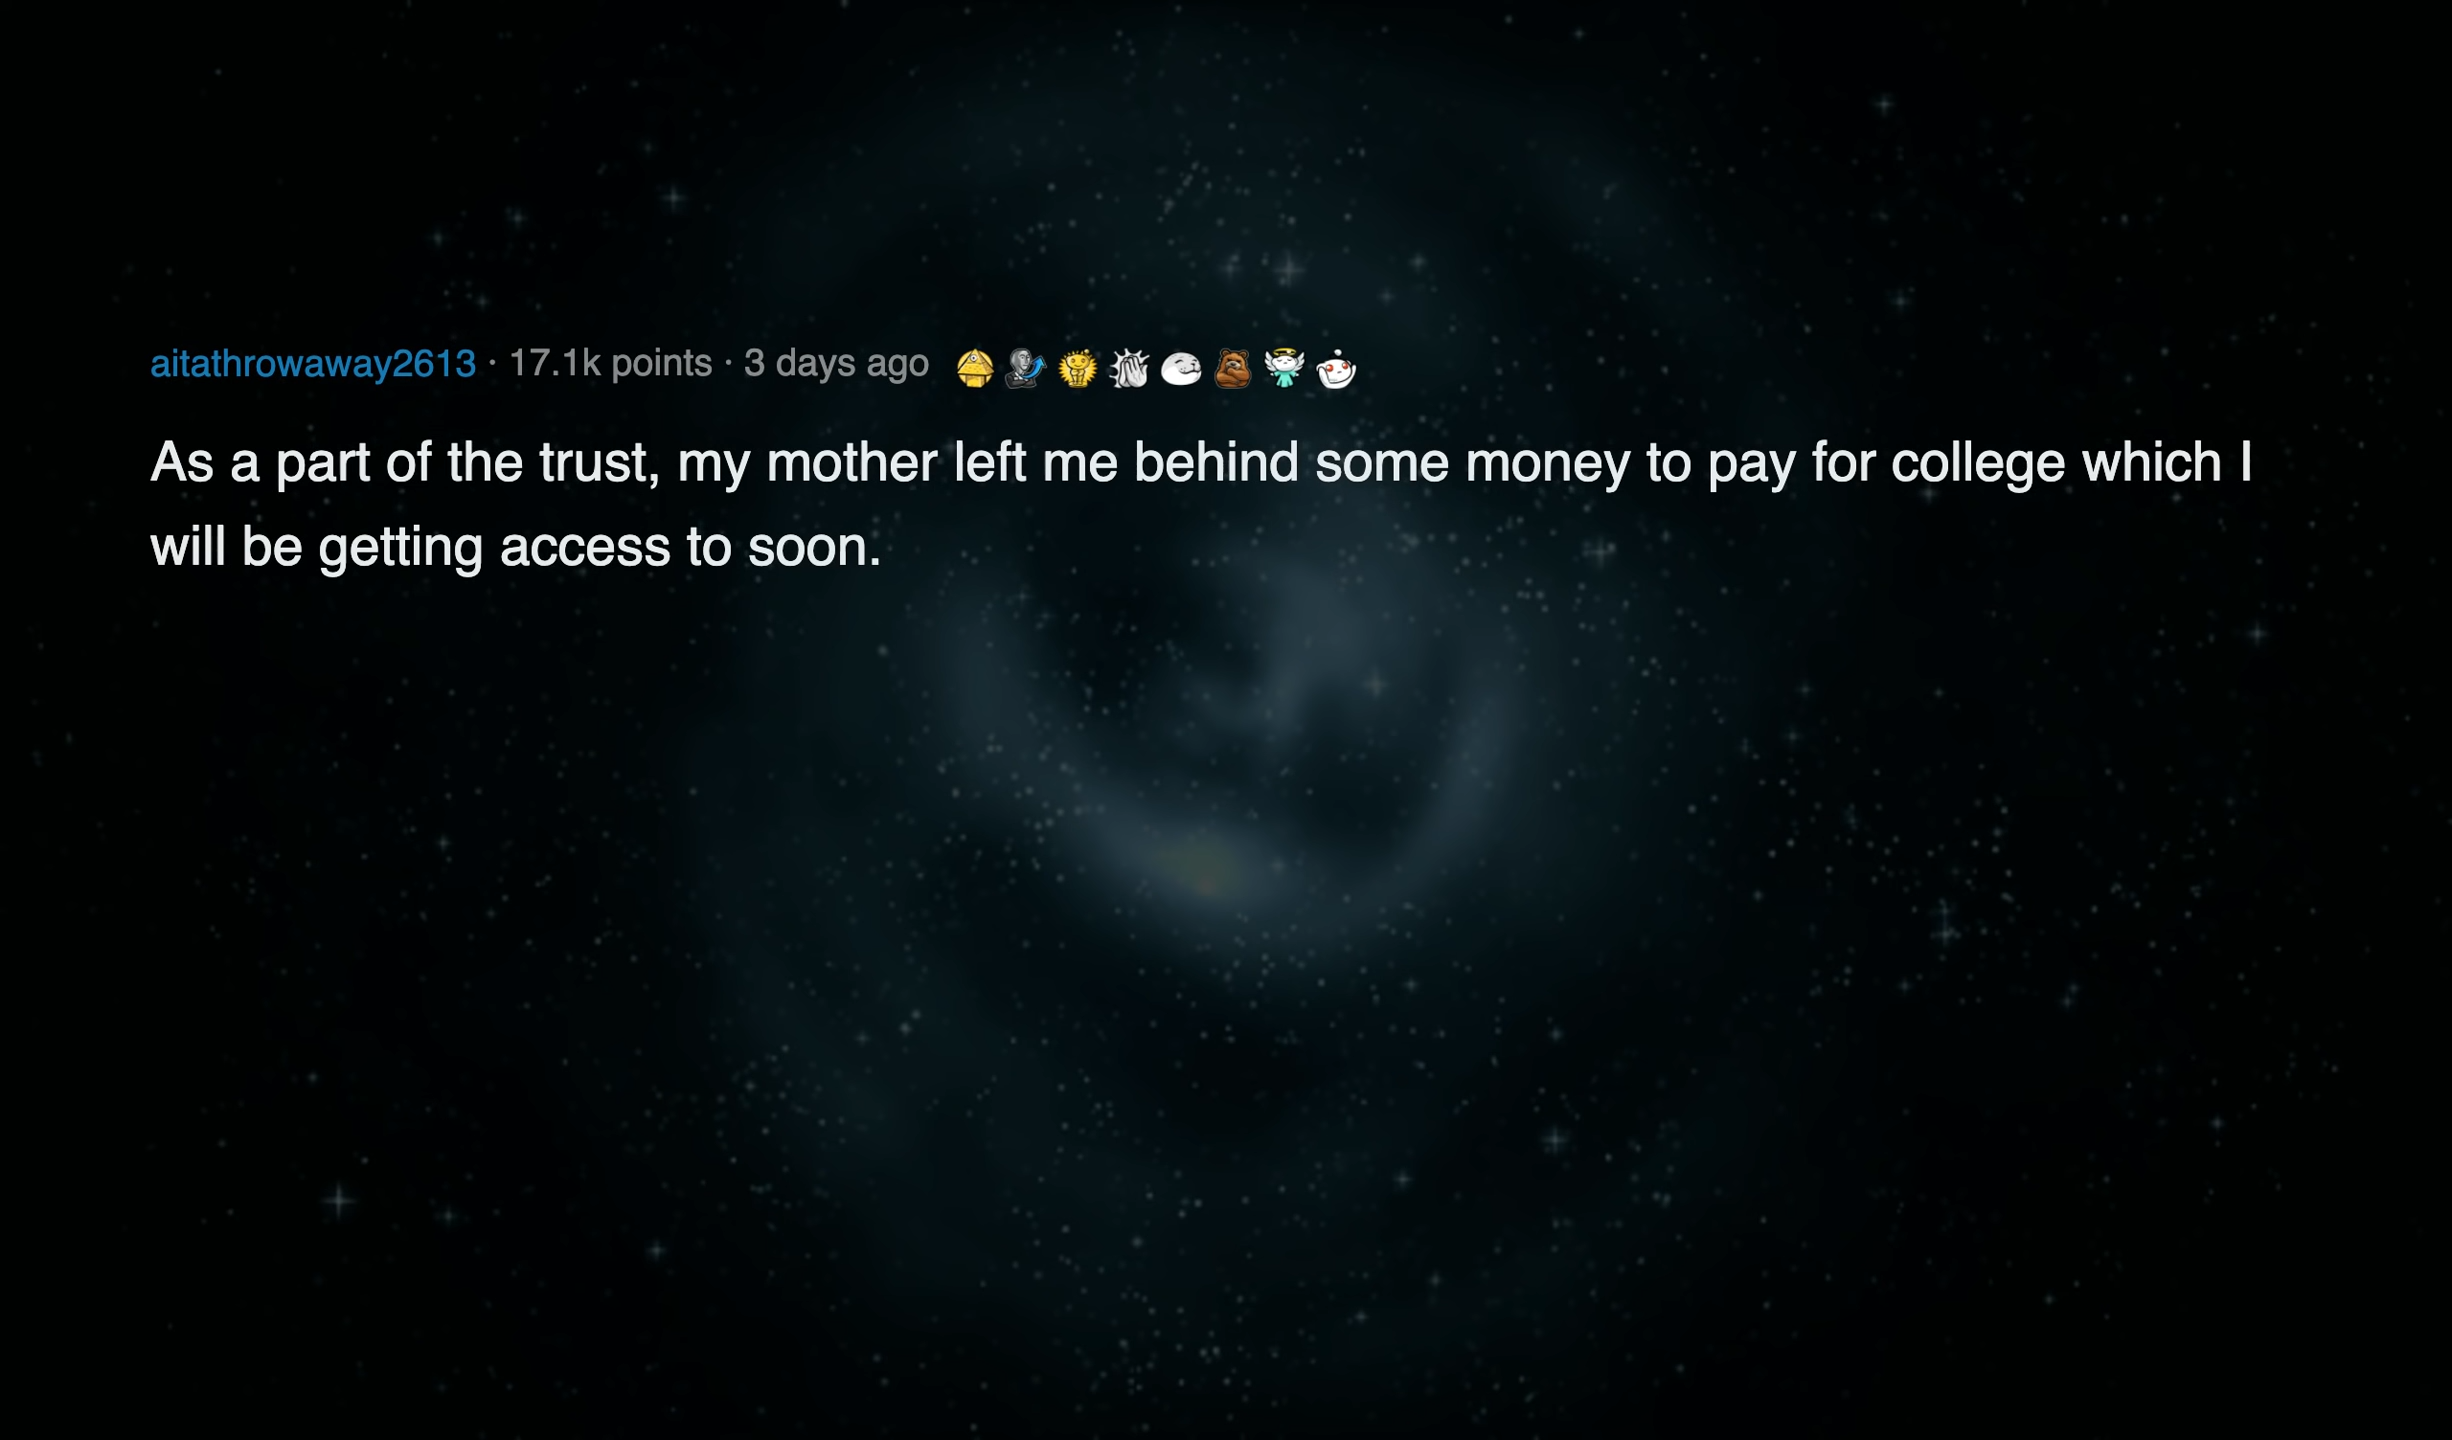 aitathrowaway2613 · 17.1k points · 3 days ago
As a part of the trust, my mother left me behind some money to pay for college which I
will be getting access to soon.